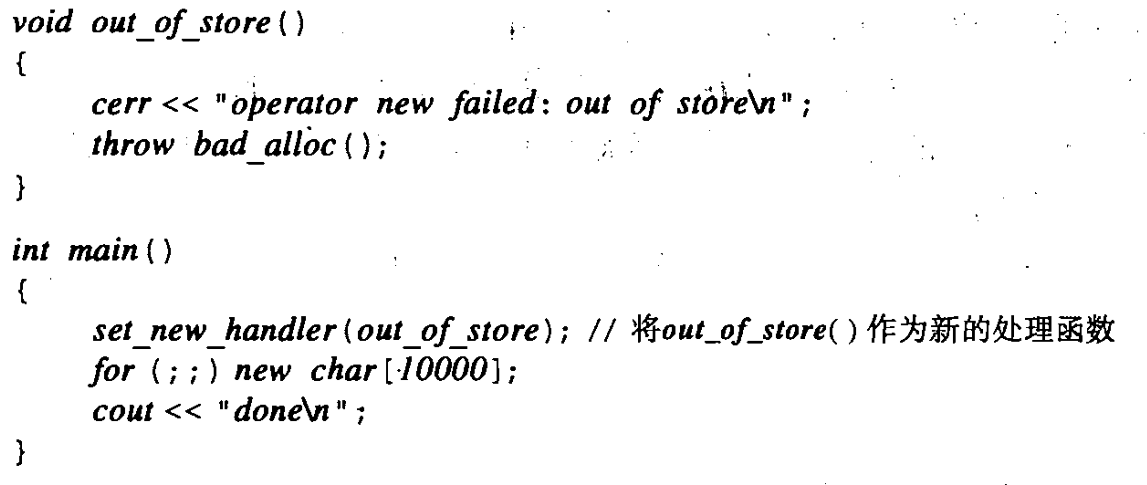 void out_of_store()
{
cerr << "operator new failed: out of store\n";
throw bad_alloc();
}
int main()
{
set_new_handler(out_of_store); // 将out_of_store()作为新的处理函数
for (;;) new char[10000];
cout << "done\n";
}